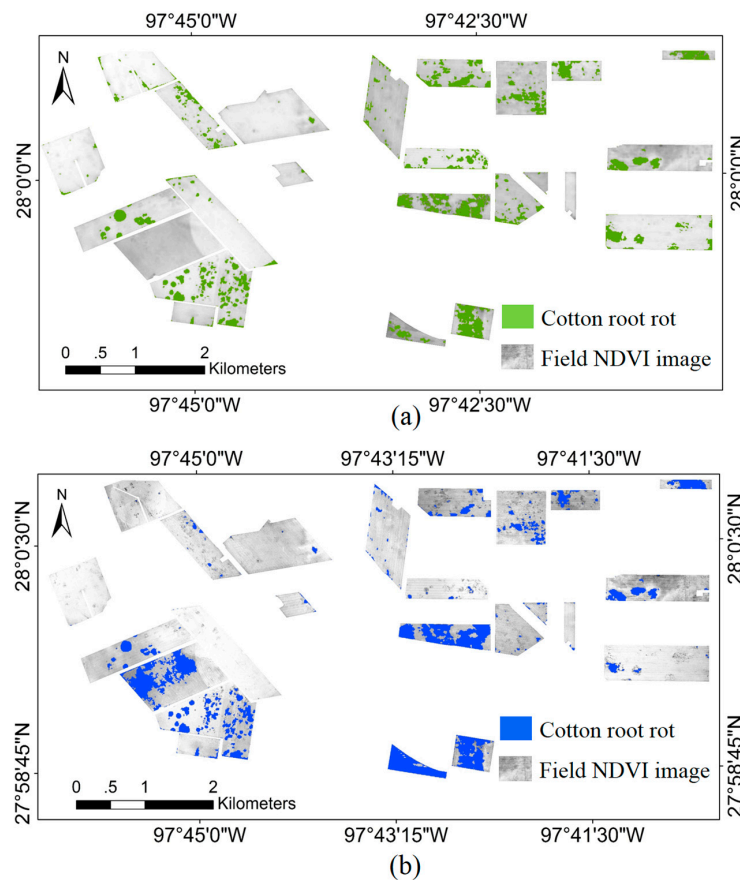 97°45'0"W 97°42'30"W
N
28°0'0"N
28°0'0"N
Cotton root rot
Field NDVI image
0 .5 1 2
Kilometers
97°45'0"W 97°42'30"W
(a)
97°45'0"W 97°43'15"W 97°41'30"W
N
28°0'30"N
28°0'30"N
Cotton root rot
Field NDVI image
27°58'45"N
27°58'45"N
0 .5 1 2
Kilometers
97°45'0"W 97°43'15"W 97°41'30"W
(b)